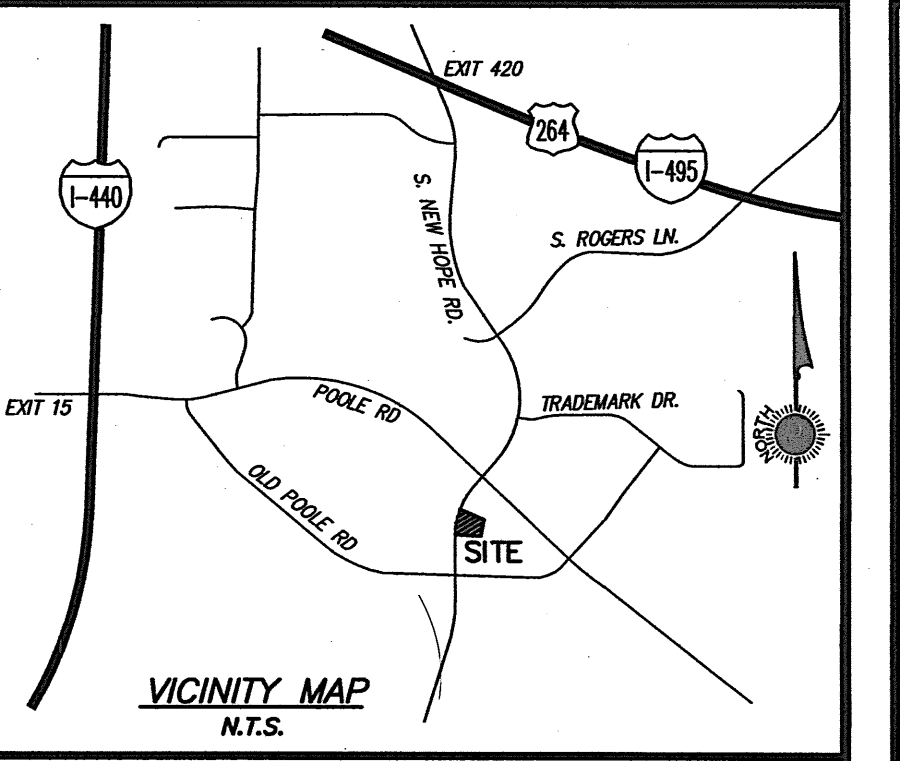 EXIT 420
264
I-495
I-440
S. NEW HOPE RD.
S. ROGERS LN.
EXIT 15
POOLE RD
TRADEMARK DR.
NORTH
OLD POOLE RD
SITE
VICINITY MAP
N.T.S.